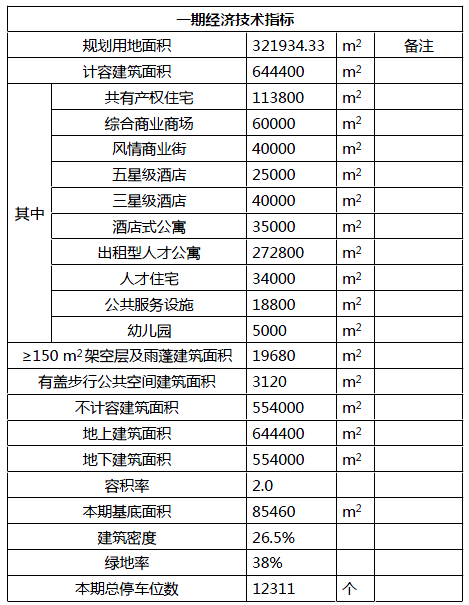 一期经济技术指标
规划用地面积 321934.33 m2 备注
计容建筑面积 644400 m2
其中
共有产权住宅 113800 m2
综合商业商场 60000 m2
风情商业街 40000 m2
五星级酒店 25000 m2
三星级酒店 40000 m2
酒店式公寓 35000 m2
出租型人才公寓 272800 m2
人才住宅 34000 m2
公共服务设施 18800 m2
幼儿园 5000 m2
≥150 m2架空层及雨蓬建筑面积 19680 m2
有盖步行公共空间建筑面积 3120 m2
不计容建筑面积 554000 m2
地上建筑面积 644400 m2
地下建筑面积 554000 m2
容积率 2.0
本期基底面积 85460 m2
建筑密度 26.5%
绿地率 38%
本期总停车位数 12311 个